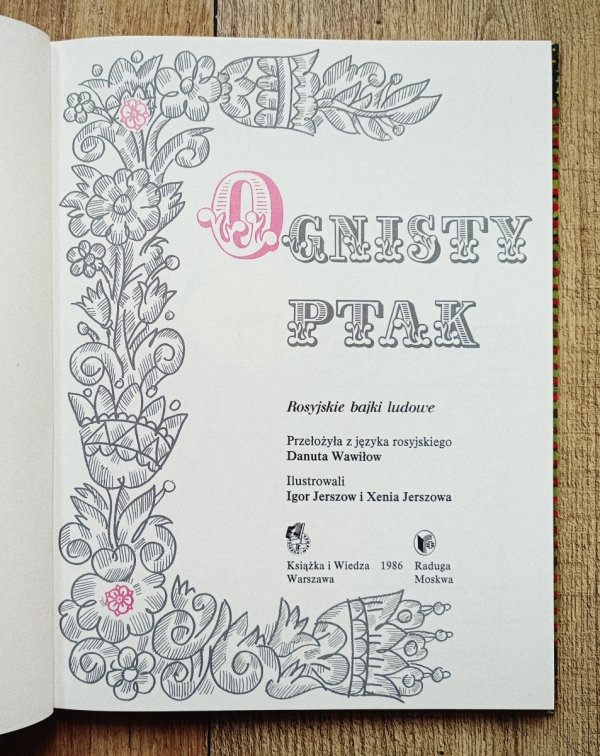 OGNISTY
PTAK
Rosyjskie bajki ludowe
Przełożyła z języka rosyjskiego
Danuta Wawiłow
Ilustrowali
Igor Jerszow i Xenia Jerszowa
Książka i Wiedza 1986 Raduga
Warszawa Moskwa